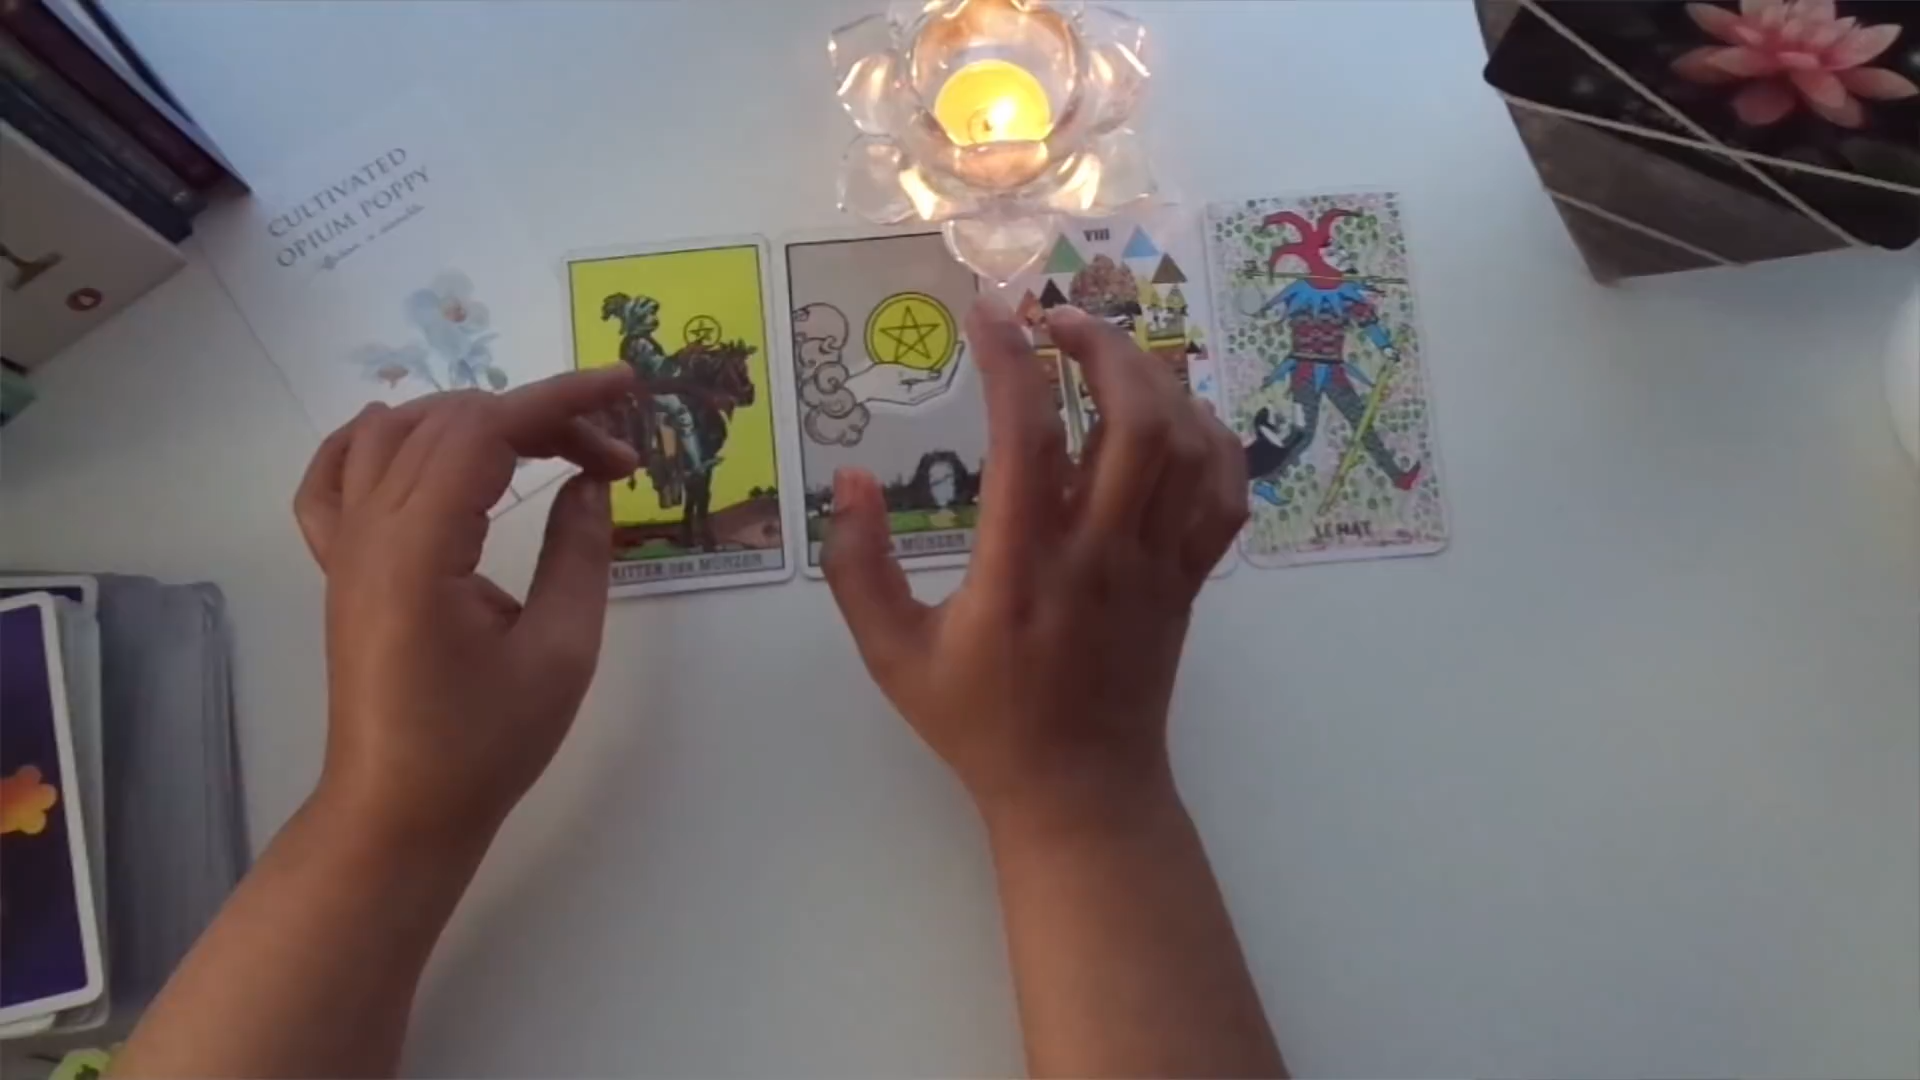 CULTIVATED
OPIUM POPPY
RITTER DER MÜNZEN
MÜNZEN
VIII
LE MAT